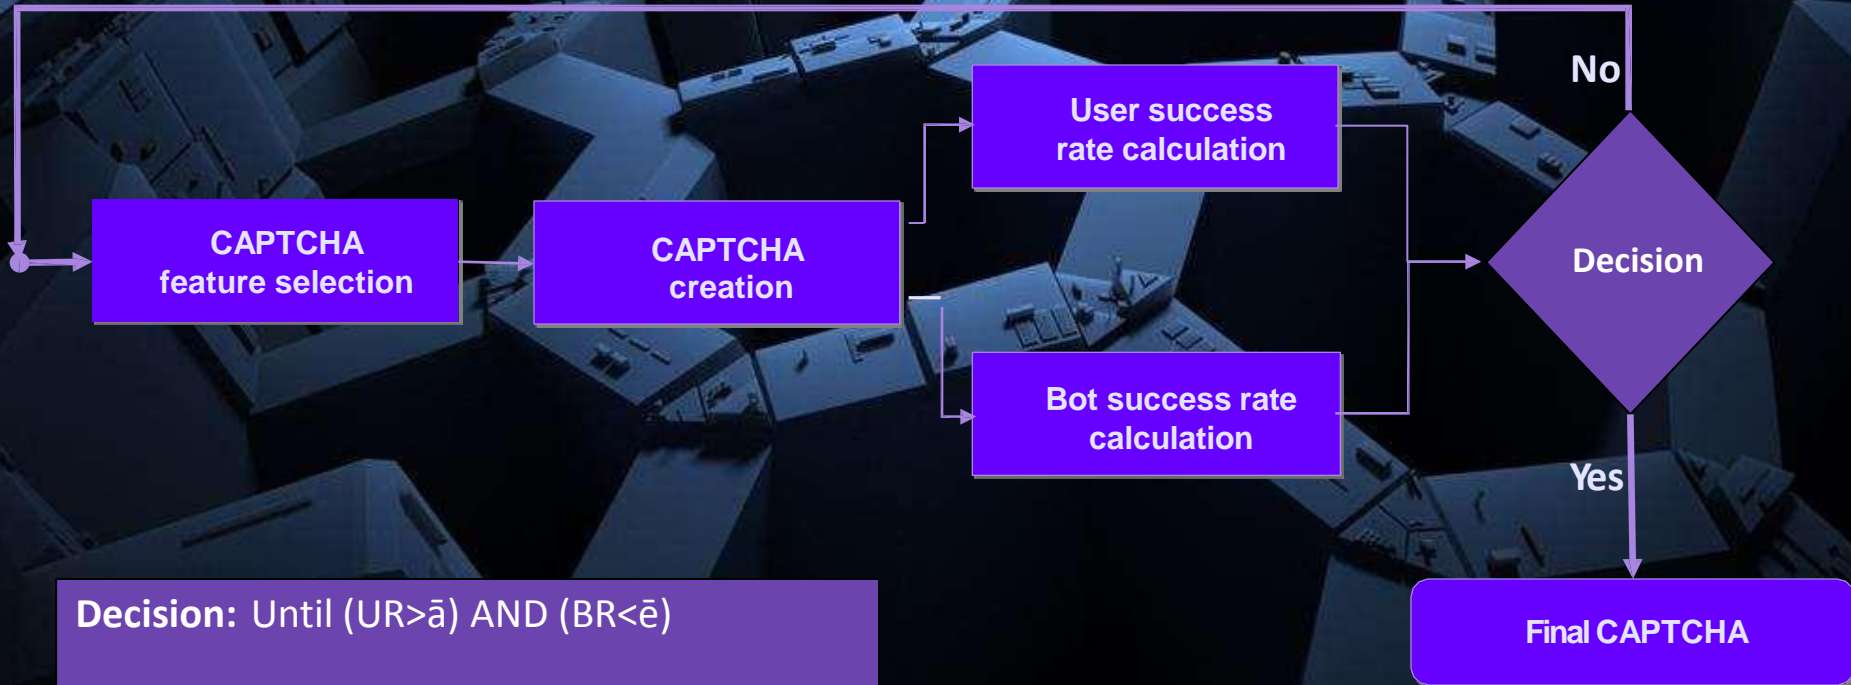 No
User success
rate calculation
CAPTCHA
feature selection
CAPTCHA
creation
Decision
Bot success rate
calculation
Yes
Decision: Until (UR>ā) AND (BR<ē)
Final CAPTCHA